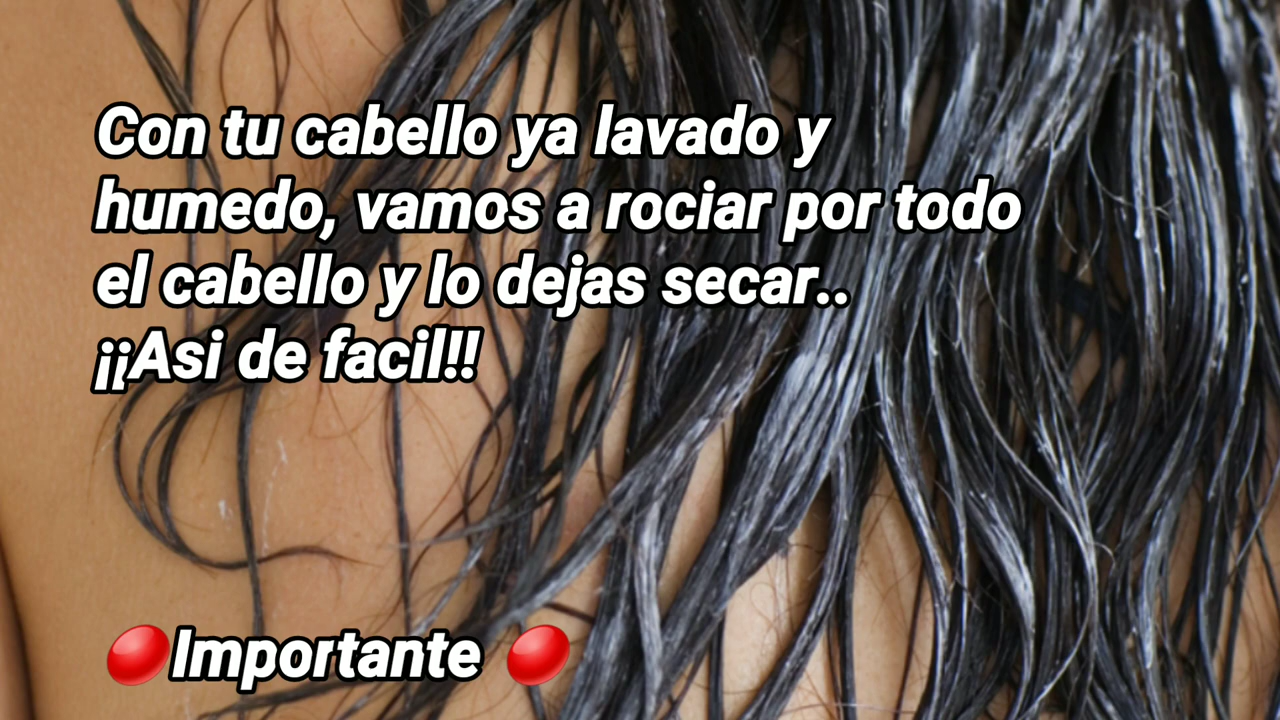 Con tu cabello ya lavado y
humedo, vamos a rociar por todo
el cabello y lo dejas secar..
¡¡Asi de facil!!
🔴Importante 🔴